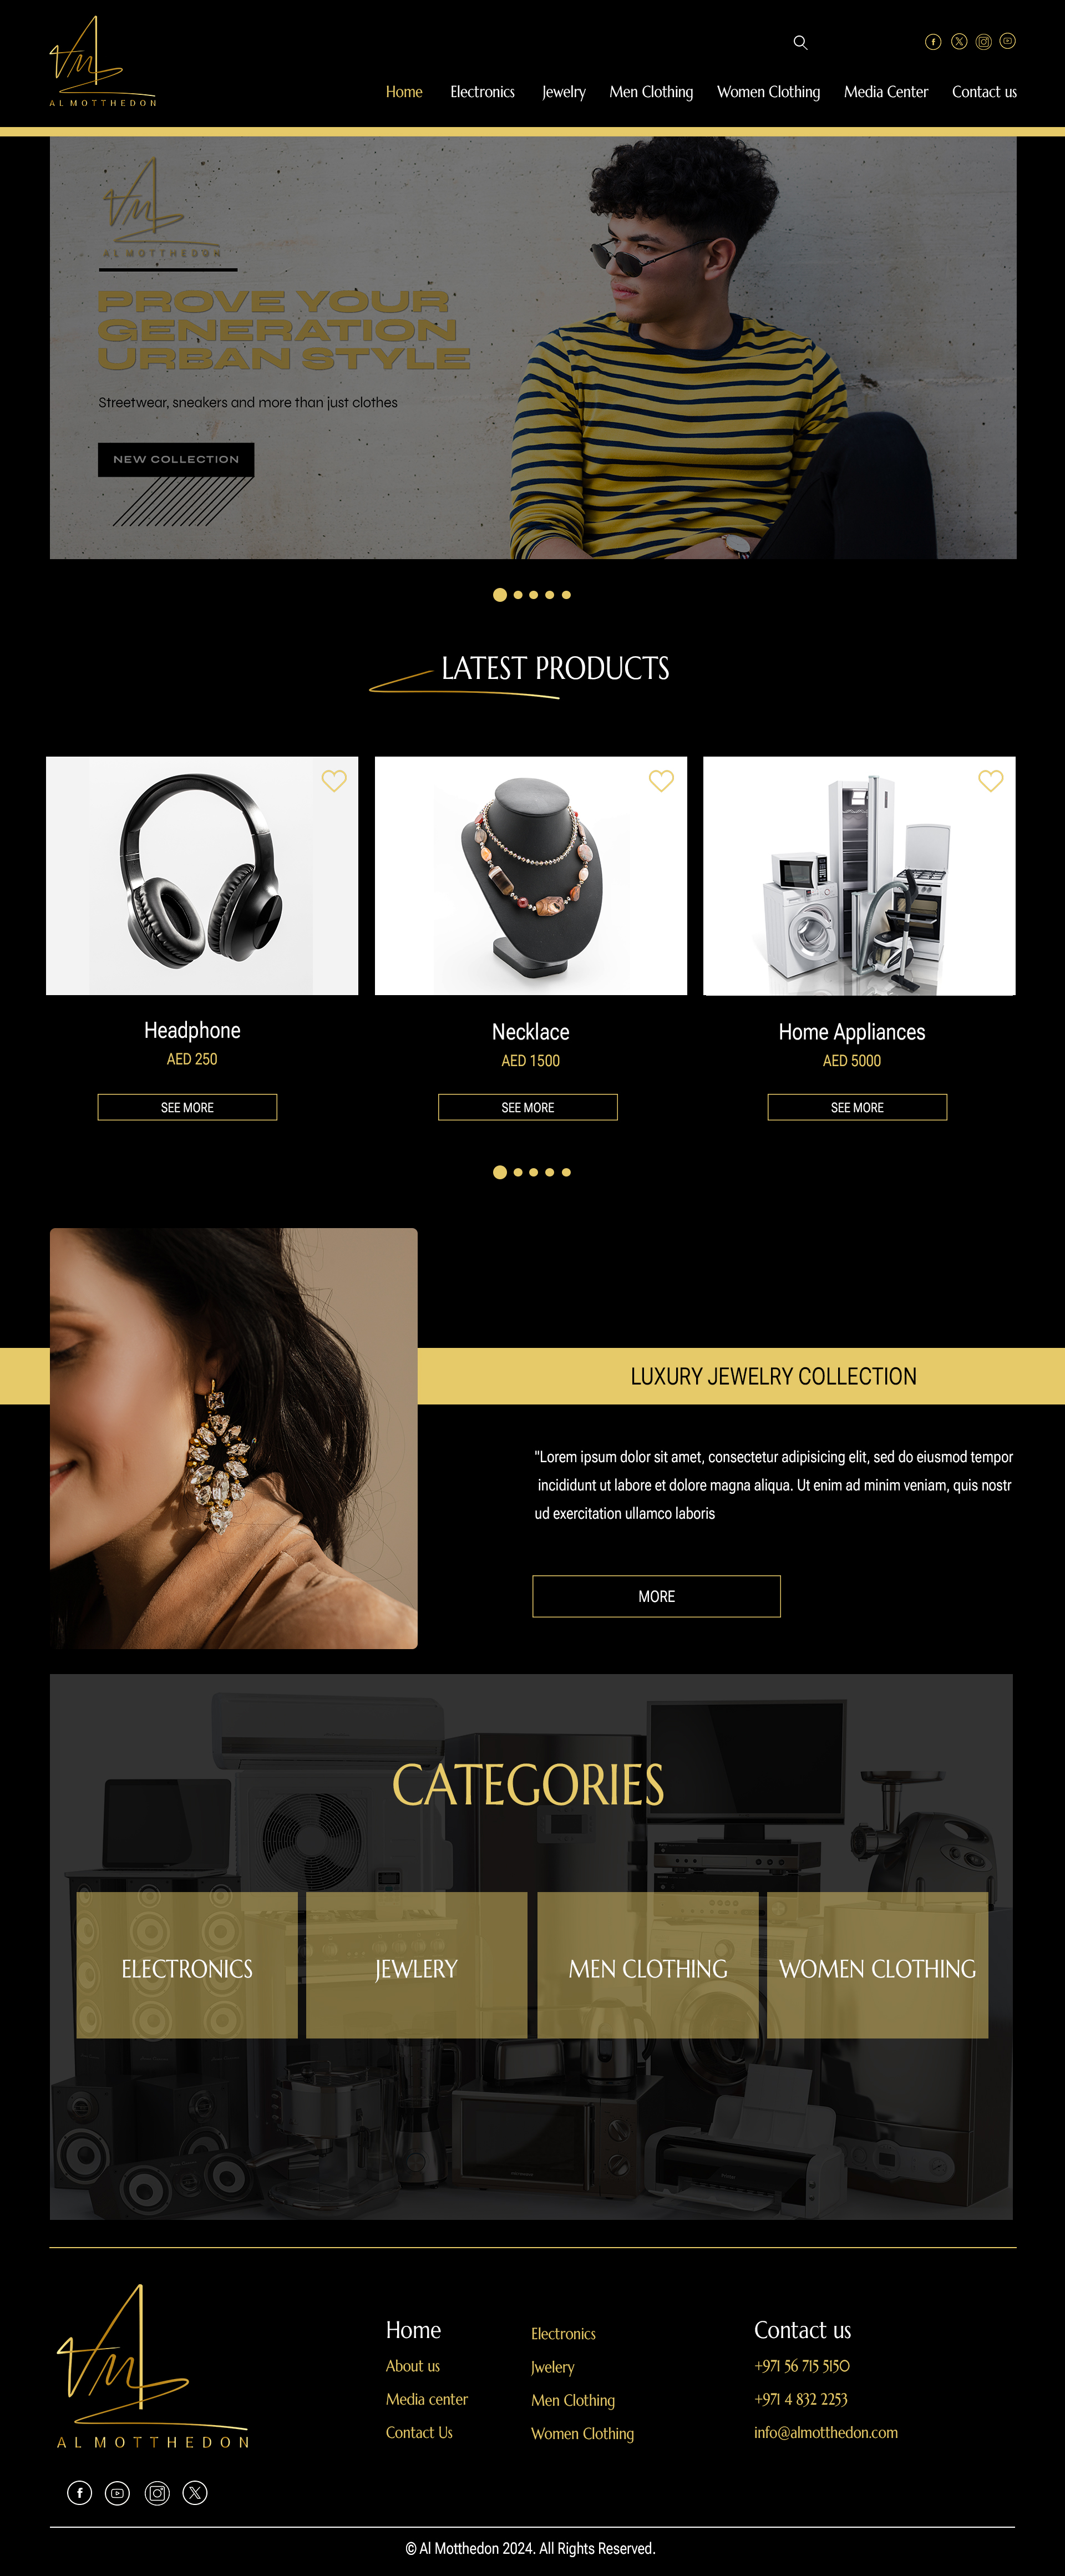 AL MOTTHEDON
Home Electronics Jewelry Men Clothing Women Clothing Media Center Contact us
AL MOTTHEDON
PROVE YOUR
GENERATION
URBAN STYLE
Streetwear, sneakers and more than just clothes
NEW COLLECTION
LATEST PRODUCTS
Headphone
AED 250
SEE MORE
Necklace
AED 1500
SEE MORE
Home Appliances
AED 5000
SEE MORE
LUXURY JEWELRY COLLECTION
"Lorem ipsum dolor sit amet, consectetur adipisicing elit, sed do eiusmod tempor
incididunt ut labore et dolore magna aliqua. Ut enim ad minim veniam, quis nostr
ud exercitation ullamco laboris
MORE
CATEGORIES
ELECTRONICS
JEWLERY
MEN CLOTHING
WOMEN CLOTHING
AL MOTTHEDON
Home
About us
Media center
Contact Us
Electronics
Jwelery
Men Clothing
Women Clothing
Contact us
+971 56 715 5150
+971 4 832 2253
info@almotthedon.com
© Al Motthedon 2024. All Rights Reserved.